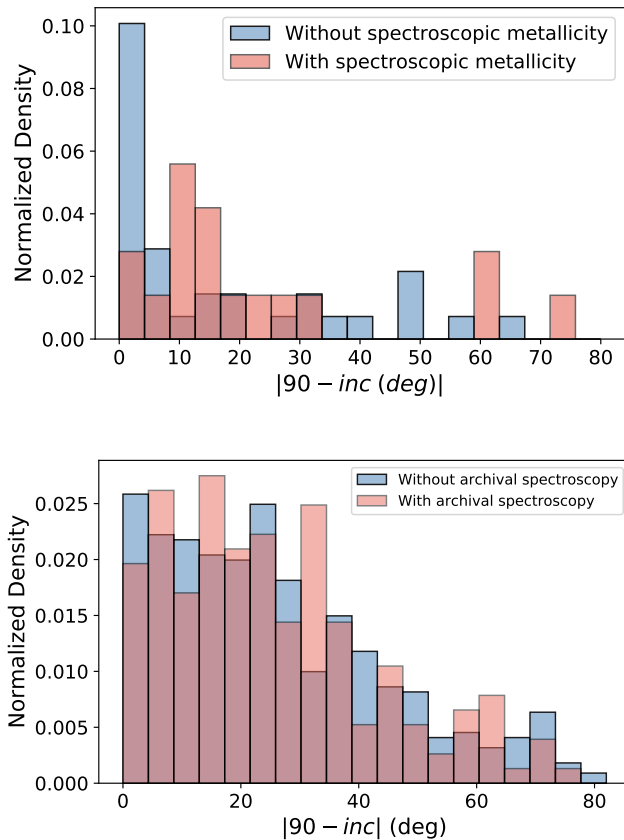 0.10
0.08
0.06
0.04
0.02
0.00
Normalized Density
Without spectroscopic metallicity
With spectroscopic metallicity
0 10 20 30 40 50 60 70 80
|90 − inc (deg)|
0.025
0.020
0.015
0.010
0.005
0.000
Normalized Density
Without archival spectroscopy
With archival spectroscopy
0 20 40 60 80
|90 − inc| (deg)